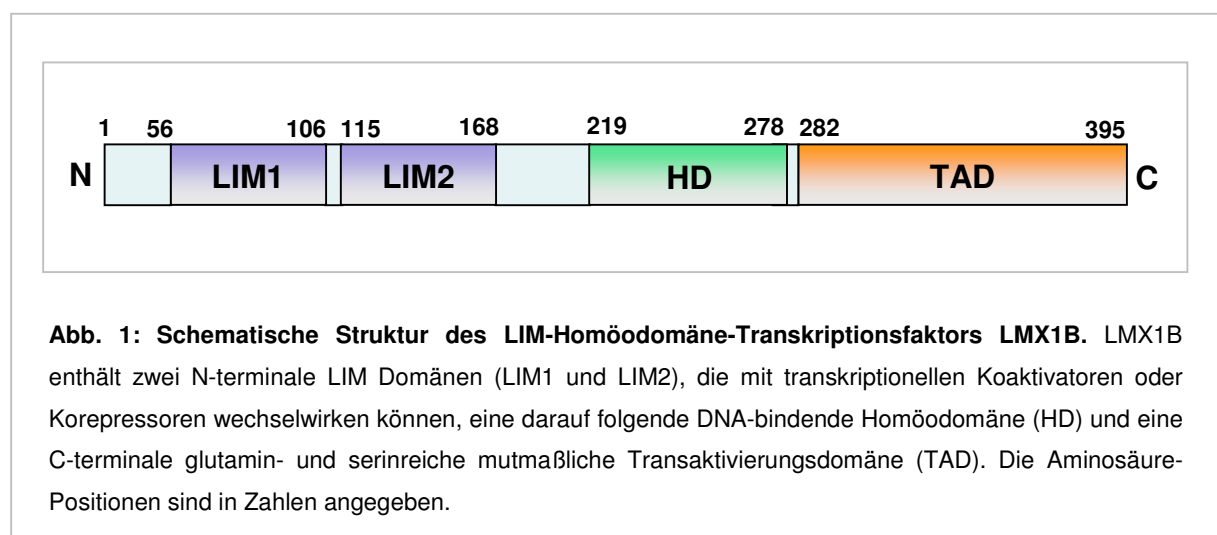 1 56 106 115 168 219 278 282 395
N LIM1 LIM2 HD TAD C
Abb. 1: Schematische Struktur des LIM-Homöodomäne-Transkriptionsfaktors LMX1B. LMX1B
enthält zwei N-terminale LIM Domänen (LIM1 und LIM2), die mit transkriptionellen Koaktivatoren oder
Korepressoren wechselwirken können, eine darauf folgende DNA-bindende Homöodomäne (HD) und eine
C-terminale glutamin- und serinreiche mutmaßliche Transaktivierungsdomäne (TAD). Die Aminosäure-
Positionen sind in Zahlen angegeben.